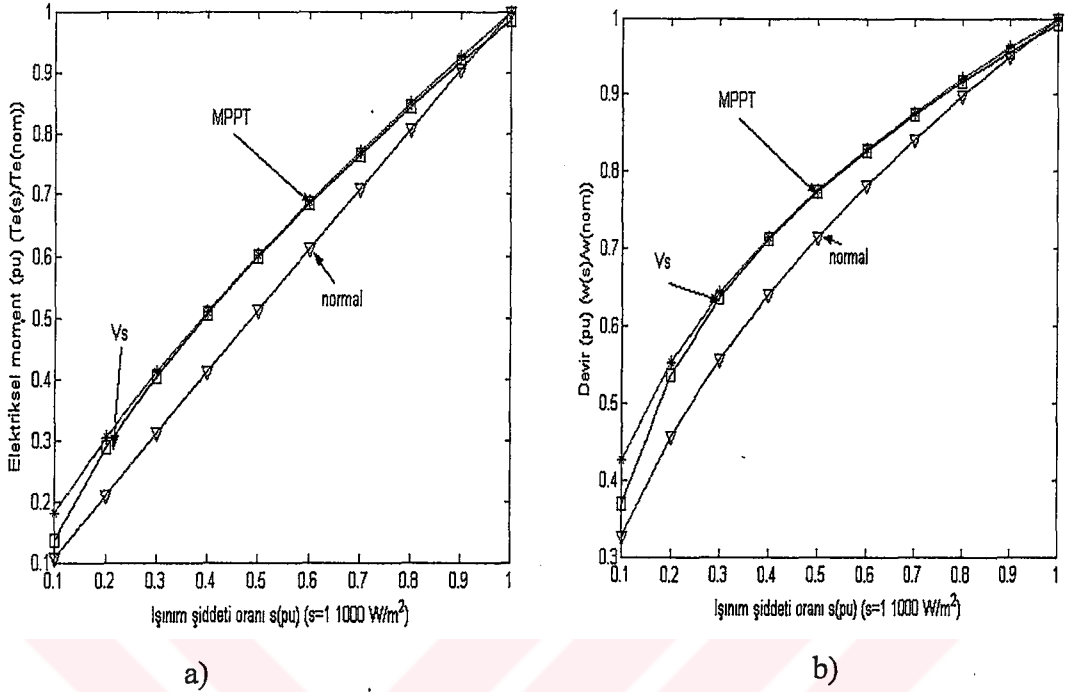 Elektriksel moment (pu) (Te(s)/Te(nom))
1
0.9
0.8
0.7
0.6
0.5
0.4
0.3
0.2
0.1
MPPT
Vs
normal
0.1 0.2 0.3 0.4 0.5 0.6 0.7 0.8 0.9 1
Işınım şiddeti oranı s(pu) (s=1 1000 W/m²)
a)
Devir (pu) (w(s)/w(nom))
1
0.9
0.8
0.7
0.6
0.5
0.4
0.3
MPPT
Vs
normal
0.1 0.2 0.3 0.4 0.5 0.6 0.7 0.8 0.9 1
Işınım şiddeti oranı s(pu) (s=1 1000 W/m²)
b)